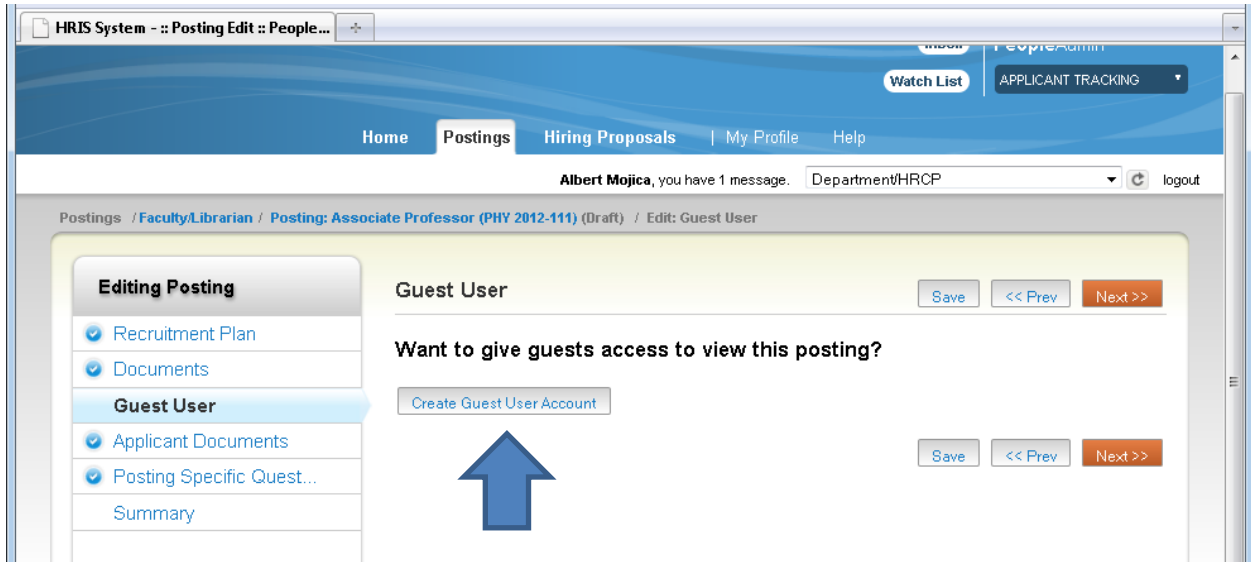 HRIS System - :: Posting Edit :: People...
Watch List
APPLICANT TRACKING
Home Postings Hiring Proposals | My Profile Help
Albert Mojica, you have 1 message. Department/HRCP logout
Postings / Faculty/Librarian / Posting: Associate Professor (PHY 2012-111) (Draft) / Edit: Guest User
Editing Posting
Recruitment Plan
Documents
Guest User
Applicant Documents
Posting Specific Quest...
Summary
Guest User
Save << Prev Next >>
Want to give guests access to view this posting?
Create Guest User Account
Save << Prev Next >>